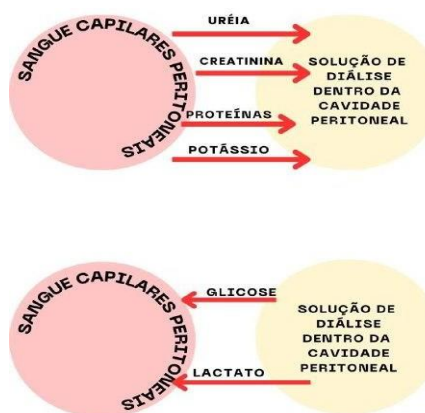 SANGUE CAPILARES PERITONEAIS
URÉIA
CREATININA
PROTEÍNAS
POTÁSSIO
SOLUÇÃO DE
DIÁLISE
DENTRO DA
CAVIDADE
PERITONEAL
SANGUE CAPILARES PERITONEAIS
GLICOSE
LACTATO
SOLUÇÃO DE
DIÁLISE
DENTRO DA
CAVIDADE
PERITONEAL